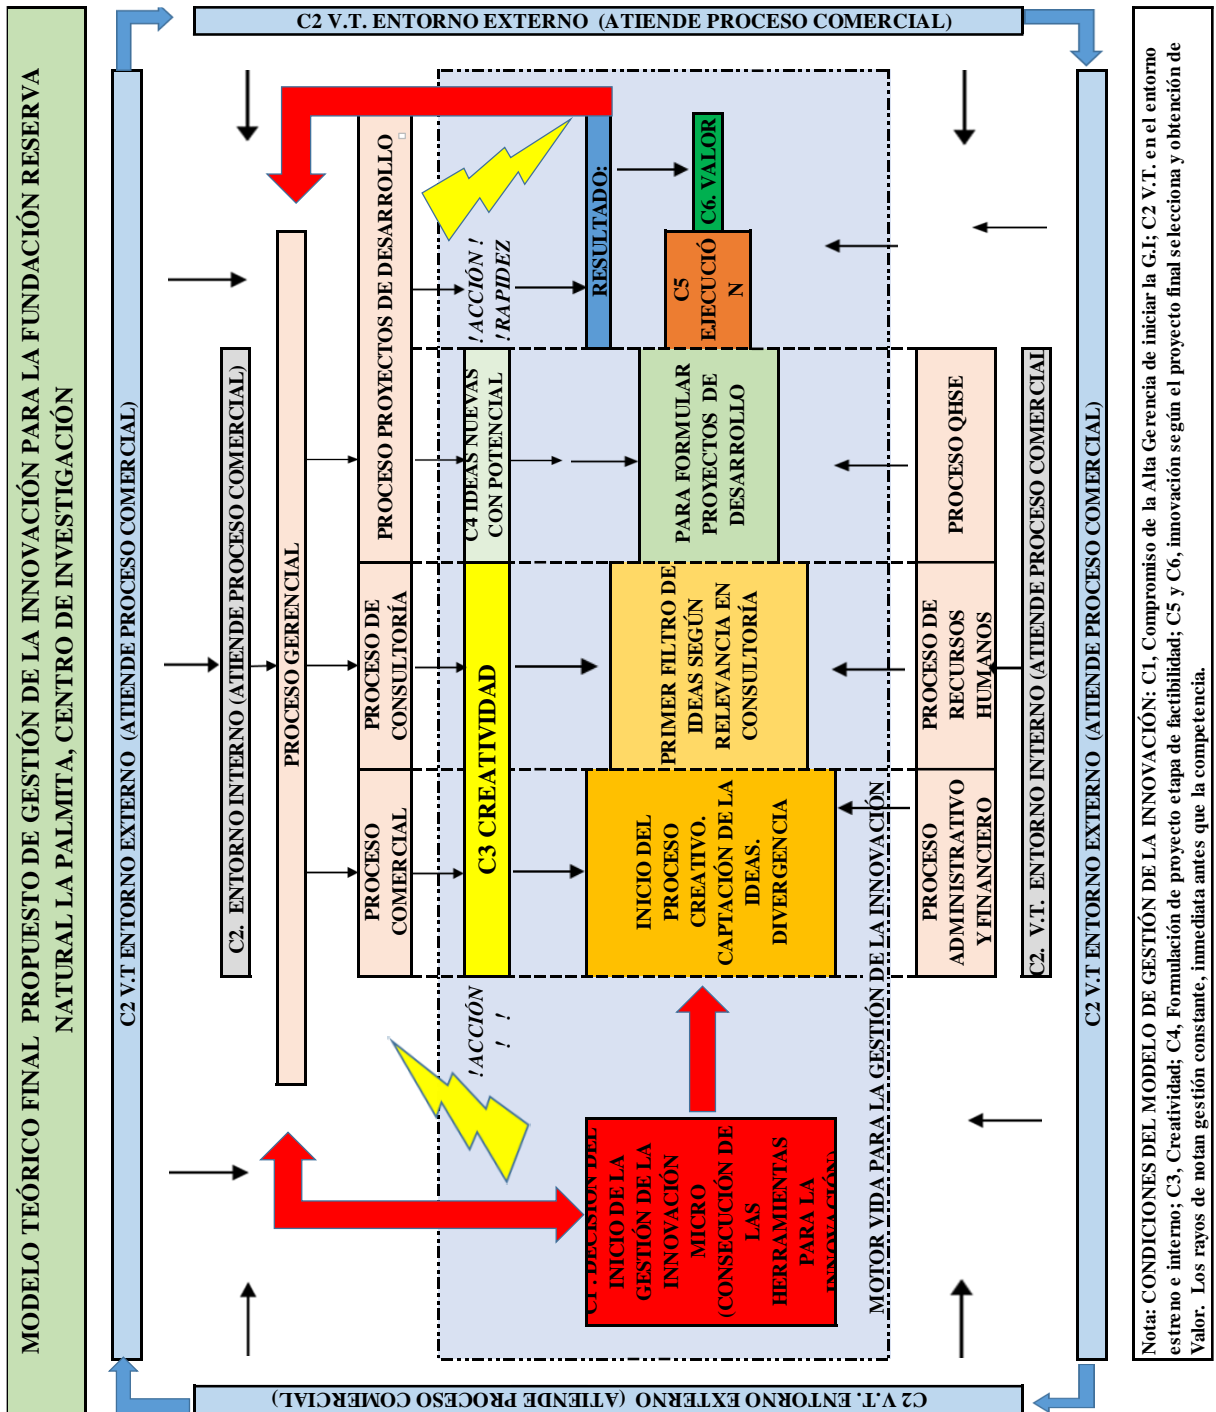 MODELO TEÓRICO FINAL PROPUESTO DE GESTIÓN DE LA INNOVACIÓN PARA LA FUNDACIÓN RESERVA
NATURAL LA PALMITA, CENTRO DE INVESTIGACIÓN
C2 V.T ENTORNO EXTERNO (ATIENDE PROCESO COMERCIAL)
C2 V.T. ENTORNO EXTERNO (ATIENDE PROCESO COMERCIAL)
C2 V.T. ENTORNO EXTERNO (ATIENDE PROCESO COMERCIAL)
C2. ENTORNO INTERNO (ATIENDE PROCESO COMERCIAL)
PROCESO GERENCIAL
PROCESO
COMERCIAL
PROCESO DE
CONSULTORÍA
PROCESO PROYECTOS DE DESARROLLO
!ACCIÓN
! !
C3 CREATIVIDAD
C4 IDEAS NUEVAS
CON POTENCIAL
!ACCIÓN !
!RAPIDEZ
C1. DECISIÓN DEL
INICIO DE LA
GESTIÓN DE LA
INNOVACIÓN
MICRO
(CONSECUCIÓN DE
LAS
HERRAMIENTAS
PARA LA
INNOVACIÓN)
INICIO DEL
PROCESO
CREATIVO.
CAPTACIÓN DE LA
IDEAS.
DIVERGENCIA
PRIMER FILTRO DE
IDEAS SEGÚN
RELEVANCIA EN
CONSULTORÍA
PARA FORMULAR
PROYECTOS DE
DESARROLLO
RESULTADO:
C5
EJECUCIÓ
N
C6. VALOR
MOTOR VIDA PARA LA GESTIÓN DE LA INNOVACIÓN
PROCESO
ADMINISTRATIVO
Y FINANCIERO
PROCESO DE
RECURSOS
HUMANOS
PROCESO QHSE
C2. V.T. ENTORNO INTERNO (ATIENDE PROCESO COMERCIAL
C2 V.T ENTORNO EXTERNO (ATIENDE PROCESO COMERCIAL)
Nota: CONDICIONES DEL MODELO DE GESTIÓN DE LA INNOVACIÓN: C1, Compromiso de la Alta Gerencia de iniciar la G.I; C2 V.T. en el entorno
estreno e interno; C3, Creatividad; C4, Formulación de proyecto etapa de factibilidad; C5 y C6, innovación según el proyecto final selecciona y obtención de
Valor. Los rayos de notan gestión constante, inmediata antes que la competencia.